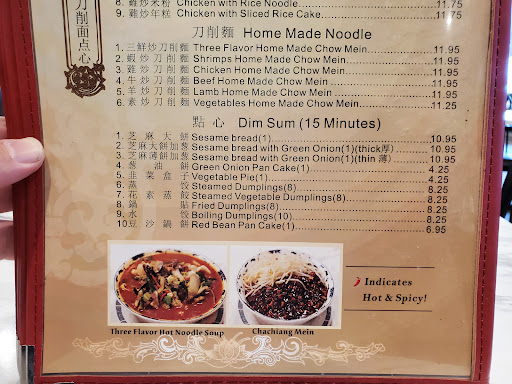 刀削面点心
8. 雞炒米粉 Chicken with Rice Noodle 11.75
9. 雞炒年糕 Chicken with Sliced Rice Cake 11.75
刀削麵 Home Made Noodle
1. 三鮮炒刀削麵 Three Flavor Home Made Chow Mein 11.95
2. 蝦炒刀削麵 Shrimps Home Made Chow Mein 11.95
3. 雞炒刀削麵 Chicken Home Made Chow Mein 11.95
4. 牛炒刀削麵 Beef Home Made Chow Mein 11.95
5. 羊炒刀削麵 Lamb Home Made Chow Mein 11.95
6. 素炒刀削麵 Vegetables Home Made Chow Mein 11.25
點心 Dim Sum (15 Minutes)
1. 芝麻大餅 Sesame bread(1) 10.95
2. 芝麻大餅加葱 Sesame bread with Green Onion(1)(thick厚) 10.95
3. 芝麻薄餅加葱 Sesame bread with Green Onion(1)(thin 薄) 10.95
4. 葱油餅 Green Onion Pan Cake(1) 4.25
5. 韭菜盒子 Vegetable Pie(1) 4.25
6. 蒸餃 Steamed Dumplings(8) 8.25
7. 花素蒸餃 Steamed Vegetable Dumplings(8) 8.25
8. 鍋貼 Fried Dumplings(8) 8.25
9. 水餃 Boiling Dumplings(10) 8.25
10 豆沙鍋餅 Red Bean Pan Cake(1) 6.95
Indicates
Hot & Spicy!
Three Flavor Hot Noodle Soup
Chachiang Mein